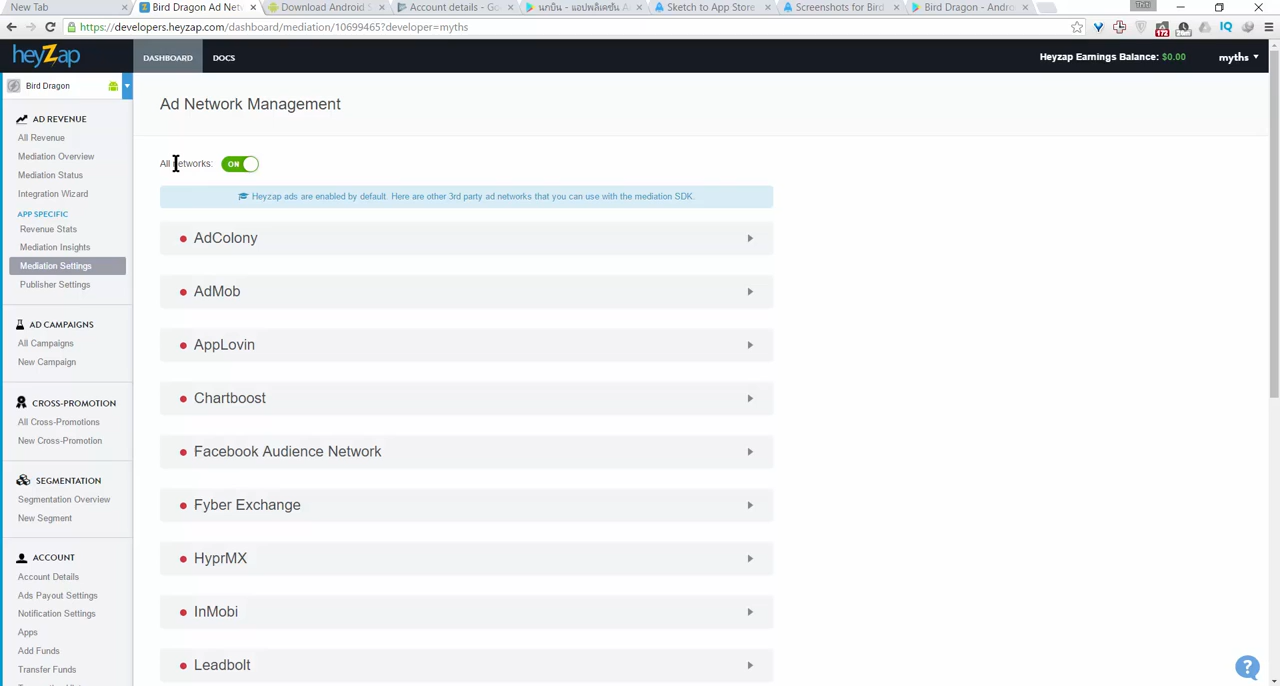 New Tab
Bird Dragon Ad Net
Download Android S
Account details - Go
นกบิน - แอปพลิเคชัน A
Sketch to App Store
Screenshots for Bird
Bird Dragon - Andro
https://developers.heyzap.com/dashboard/mediation/10699465?developer=myths
heyZap
DASHBOARD
DOCS
Heyzap Earnings Balance: $0.00
myths
Bird Dragon
AD REVENUE
All Revenue
Mediation Overview
Mediation Status
Integration Wizard
APP SPECIFIC
Revenue Stats
Mediation Insights
Mediation Settings
Publisher Settings
AD CAMPAIGNS
All Campaigns
New Campaign
CROSS-PROMOTION
All Cross-Promotions
New Cross-Promotion
SEGMENTATION
Segmentation Overview
New Segment
ACCOUNT
Account Details
Ads Payout Settings
Notification Settings
Apps
Add Funds
Transfer Funds
Ad Network Management
All networks:
ON
Heyzap ads are enabled by default. Here are other 3rd party ad networks that you can use with the mediation SDK.
AdColony
AdMob
AppLovin
Chartboost
Facebook Audience Network
Fyber Exchange
HyprMX
InMobi
Leadbolt